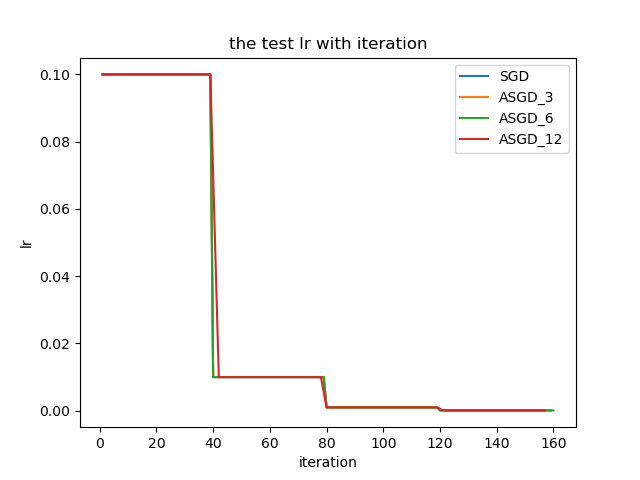 the test lr with iteration
SGD
ASGD_3
ASGD_6
ASGD_12
lr
0.10
0.08
0.06
0.04
0.02
0.00
0 20 40 60 80 100 120 140 160
iteration